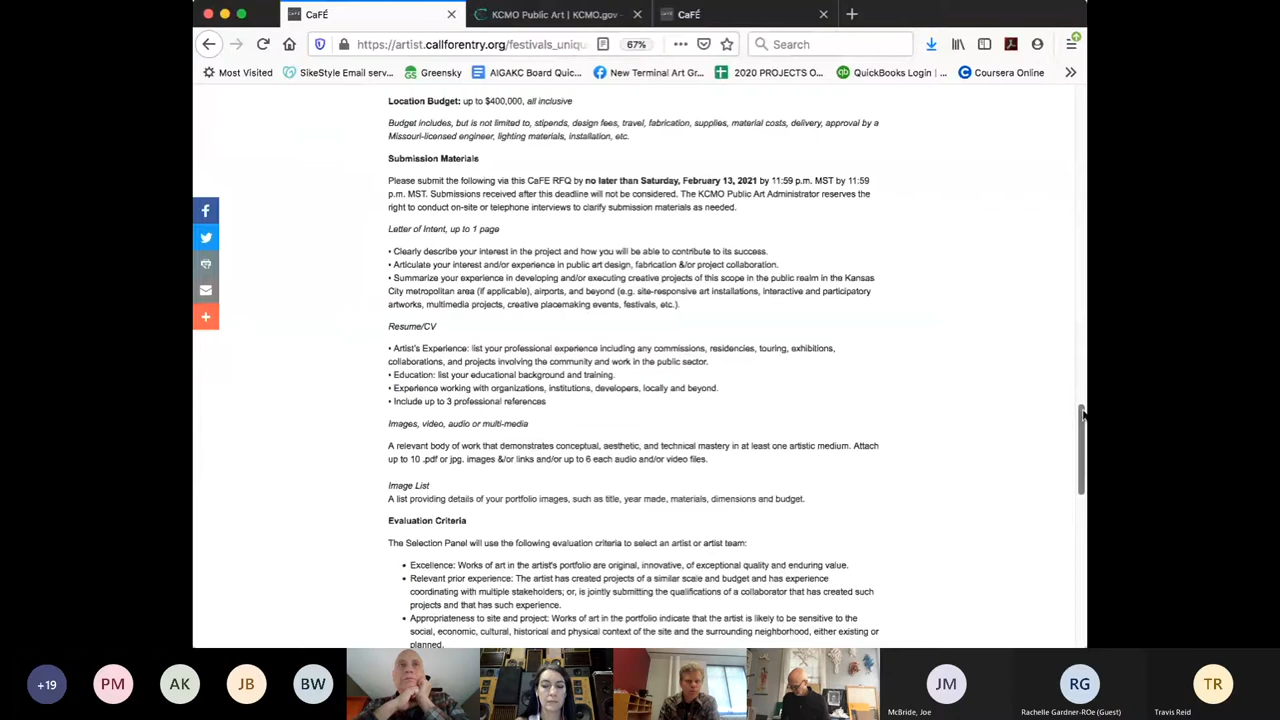 CaFÉ
KCMO Public Art | KCMO.gov -
CaFÉ
https://artist.callforentry.org/festivals_uniqu
67%
Search
Most Visited
SikeStyle Email serv...
Greensky
AIGAKC Board Quic...
New Terminal Art Gr...
2020 PROJECTS O...
QuickBooks Login | ...
Coursera Online
Location Budget: up to $400,000, all inclusive
Budget includes, but is not limited to, stipends, design fees, travel, fabrication, supplies, material costs, delivery, approval by a
Missouri-licensed engineer, lighting materials, installation, etc.
Submission Materials
Please submit the following via this CaFE RFQ by no later than Saturday, February 13, 2021 by 11:59 p.m. MST by 11:59
p.m. MST. Submissions received after this deadline will not be considered. The KCMO Public Art Administrator reserves the
right to conduct on-site or telephone interviews to clarify submission materials as needed.
Letter of Intent, up to 1 page
• Clearly describe your interest in the project and how you will be able to contribute to its success.
• Articulate your interest and/or experience in public art design, fabrication &/or project collaboration.
• Summarize your experience in developing and/or executing creative projects of this scope in the public realm in the Kansas
City metropolitan area (if applicable), airports, and beyond (e.g. site-responsive art installations, interactive and participatory
artworks, multimedia projects, creative placemaking events, festivals, etc.).
Resume/CV
• Artist's Experience: list your professional experience including any commissions, residencies, touring, exhibitions,
collaborations, and projects involving the community and work in the public sector.
• Education: list your educational background and training.
• Experience working with organizations, institutions, developers, locally and beyond.
• Include up to 3 professional references
Images, video, audio or multi-media
A relevant body of work that demonstrates conceptual, aesthetic, and technical mastery in at least one artistic medium. Attach
up to 10 .pdf or jpg. images &/or links and/or up to 6 each audio and/or video files.
Image List
A list providing details of your portfolio images, such as title, year made, materials, dimensions and budget.
Evaluation Criteria
The Selection Panel will use the following evaluation criteria to select an artist or artist team:
• Excellence: Works of art in the artist's portfolio are original, innovative, of exceptional quality and enduring value.
• Relevant prior experience: The artist has created projects of a similar scale and budget and has experience
coordinating with multiple stakeholders; or, is jointly submitting the qualifications of a collaborator that has created such
projects and that has such experience.
• Appropriateness to site and project: Works of art in the portfolio indicate that the artist is likely to be sensitive to the
social, economic, cultural, historical and physical context of the site and the surrounding neighborhood, either existing or
planned.
+19
PM
AK
JB
BW
JM
McBride, Joe
RG
Rachelle Gardner-ROe (Guest)
TR
Travis Reid